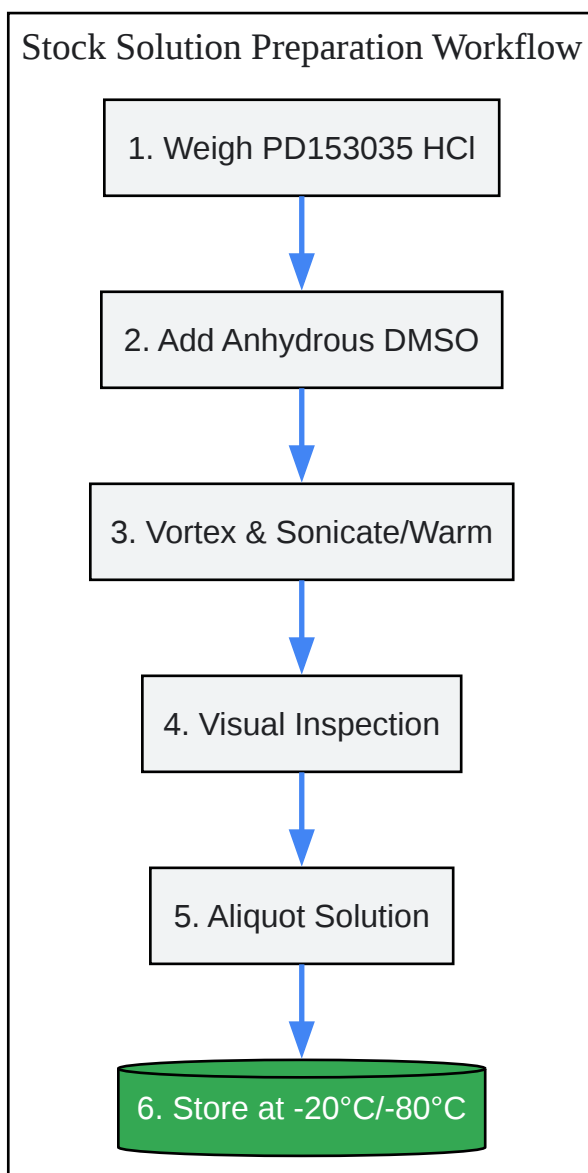 Stock Solution Preparation Workflow
1. Weigh PD153035 HCl
2. Add Anhydrous DMSO
3. Vortex & Sonicate/Warm
4. Visual Inspection
5. Aliquot Solution
6. Store at -20°C/-80°C